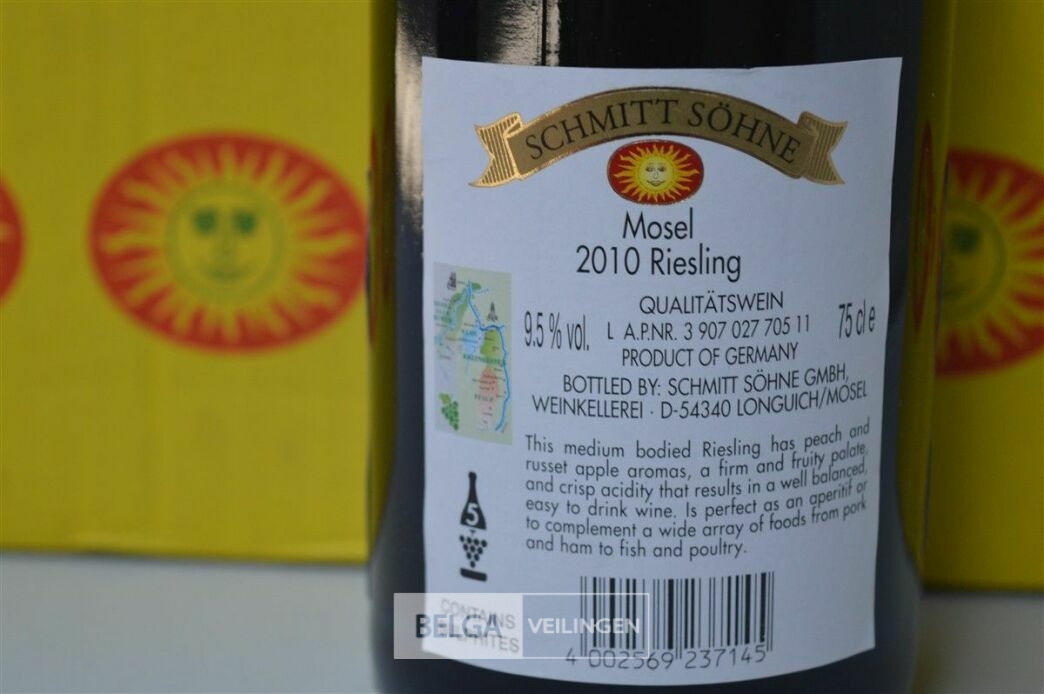 SCHMITT SÖHNE
Mosel
2010 Riesling
QUALITÄTSWEIN
9.5 % vol.
L A.P.NR. 3 907 027 705 11
75 cl e
PRODUCT OF GERMANY
BOTTLED BY: SCHMITT SÖHNE GMBH,
WEINKELLEREI · D-54340 LONGUICH/MOSEL
This medium bodied Riesling has peach and
russet apple aromas, a firm and fruity palate,
and crisp acidity that results in a well balanced,
easy to drink wine. Is perfect as an aperitif or
to complement a wide array of foods from pork
and ham to fish and poultry.
5
CONTAINS
BELGA VEILINGEN
4 002569 237145